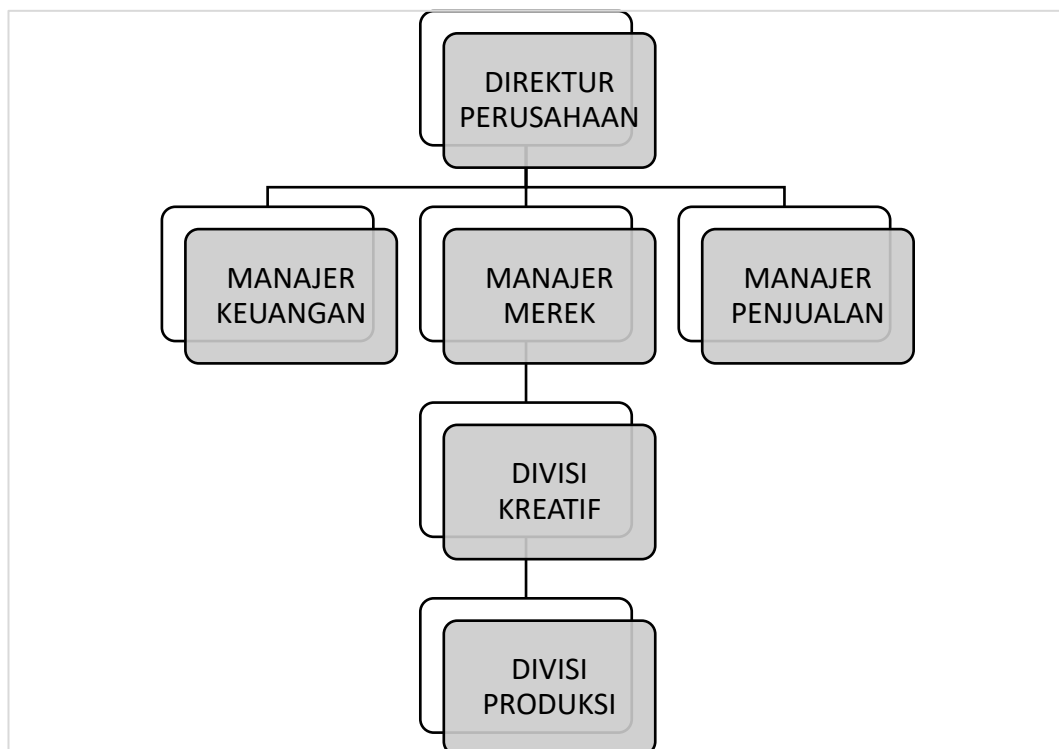 DIREKTUR
PERUSAHAAN
MANAJER
KEUANGAN
MANAJER
MEREK
MANAJER
PENJUALAN
DIVISI
KREATIF
DIVISI
PRODUKSI